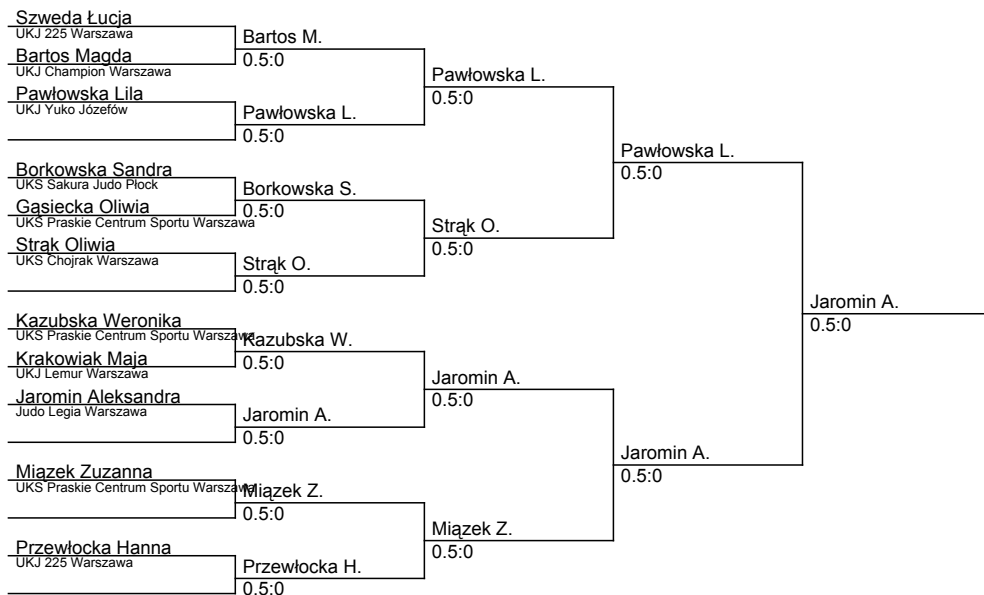 Szweda Łucja
UKJ 225 Warszawa
Bartos Magda
UKJ Champion Warszawa
Pawłowska Lila
UKJ Yuko Józefów
Borkowska Sandra
UKS Sakura Judo Płock
Gąsiecka Oliwia
UKS Praskie Centrum Sportu Warszawa
Strąk Oliwia
UKS Chojrak Warszawa
Kazubska Weronika
UKS Praskie Centrum Sportu Warszawa
Krakowiak Maja
UKJ Lemur Warszawa
Jaromin Aleksandra
Judo Legia Warszawa
Miązek Zuzanna
UKS Praskie Centrum Sportu Warszawa
Przewłocka Hanna
UKJ 225 Warszawa
Bartos M.
0.5:0
Pawłowska L.
0.5:0
Borkowska S.
0.5:0
Strąk O.
0.5:0
Kazubska W.
0.5:0
Jaromin A.
0.5:0
Miązek Z.
0.5:0
Przewłocka H.
0.5:0
Pawłowska L.
0.5:0
Strąk O.
0.5:0
Jaromin A.
0.5:0
Miązek Z.
0.5:0
Pawłowska L.
0.5:0
Jaromin A.
0.5:0
Jaromin A.
0.5:0